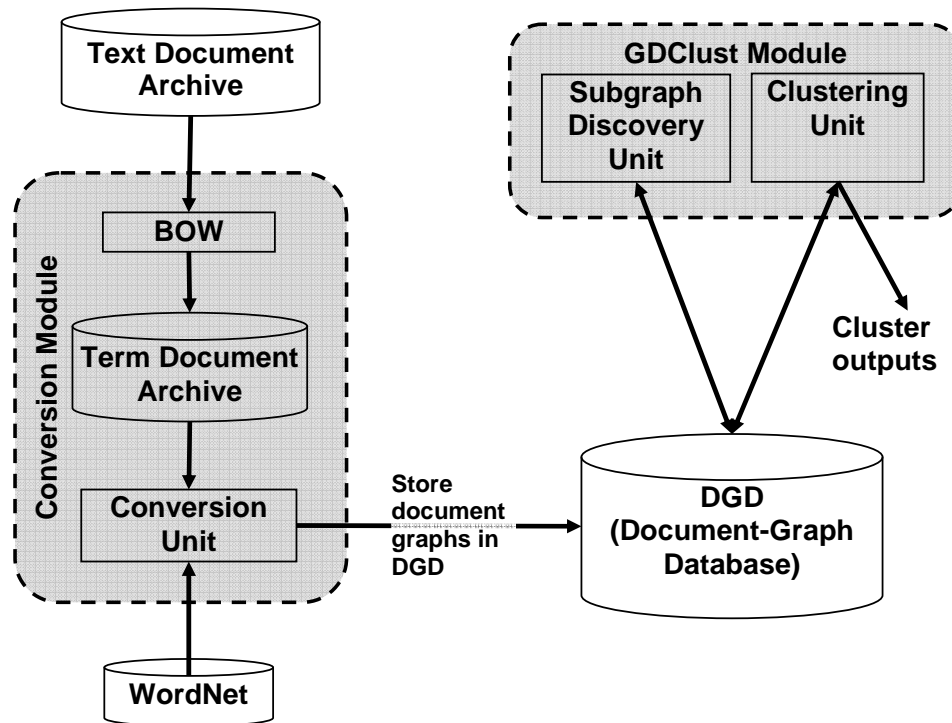 Text Document
Archive
BOW
Term Document
Archive
Conversion
Unit
Conversion Module
WordNet
Store
document
graphs in
DGD
GDClust Module
Subgraph
Discovery
Unit
Clustering
Unit
Cluster
outputs
DGD
(Document-Graph
Database)